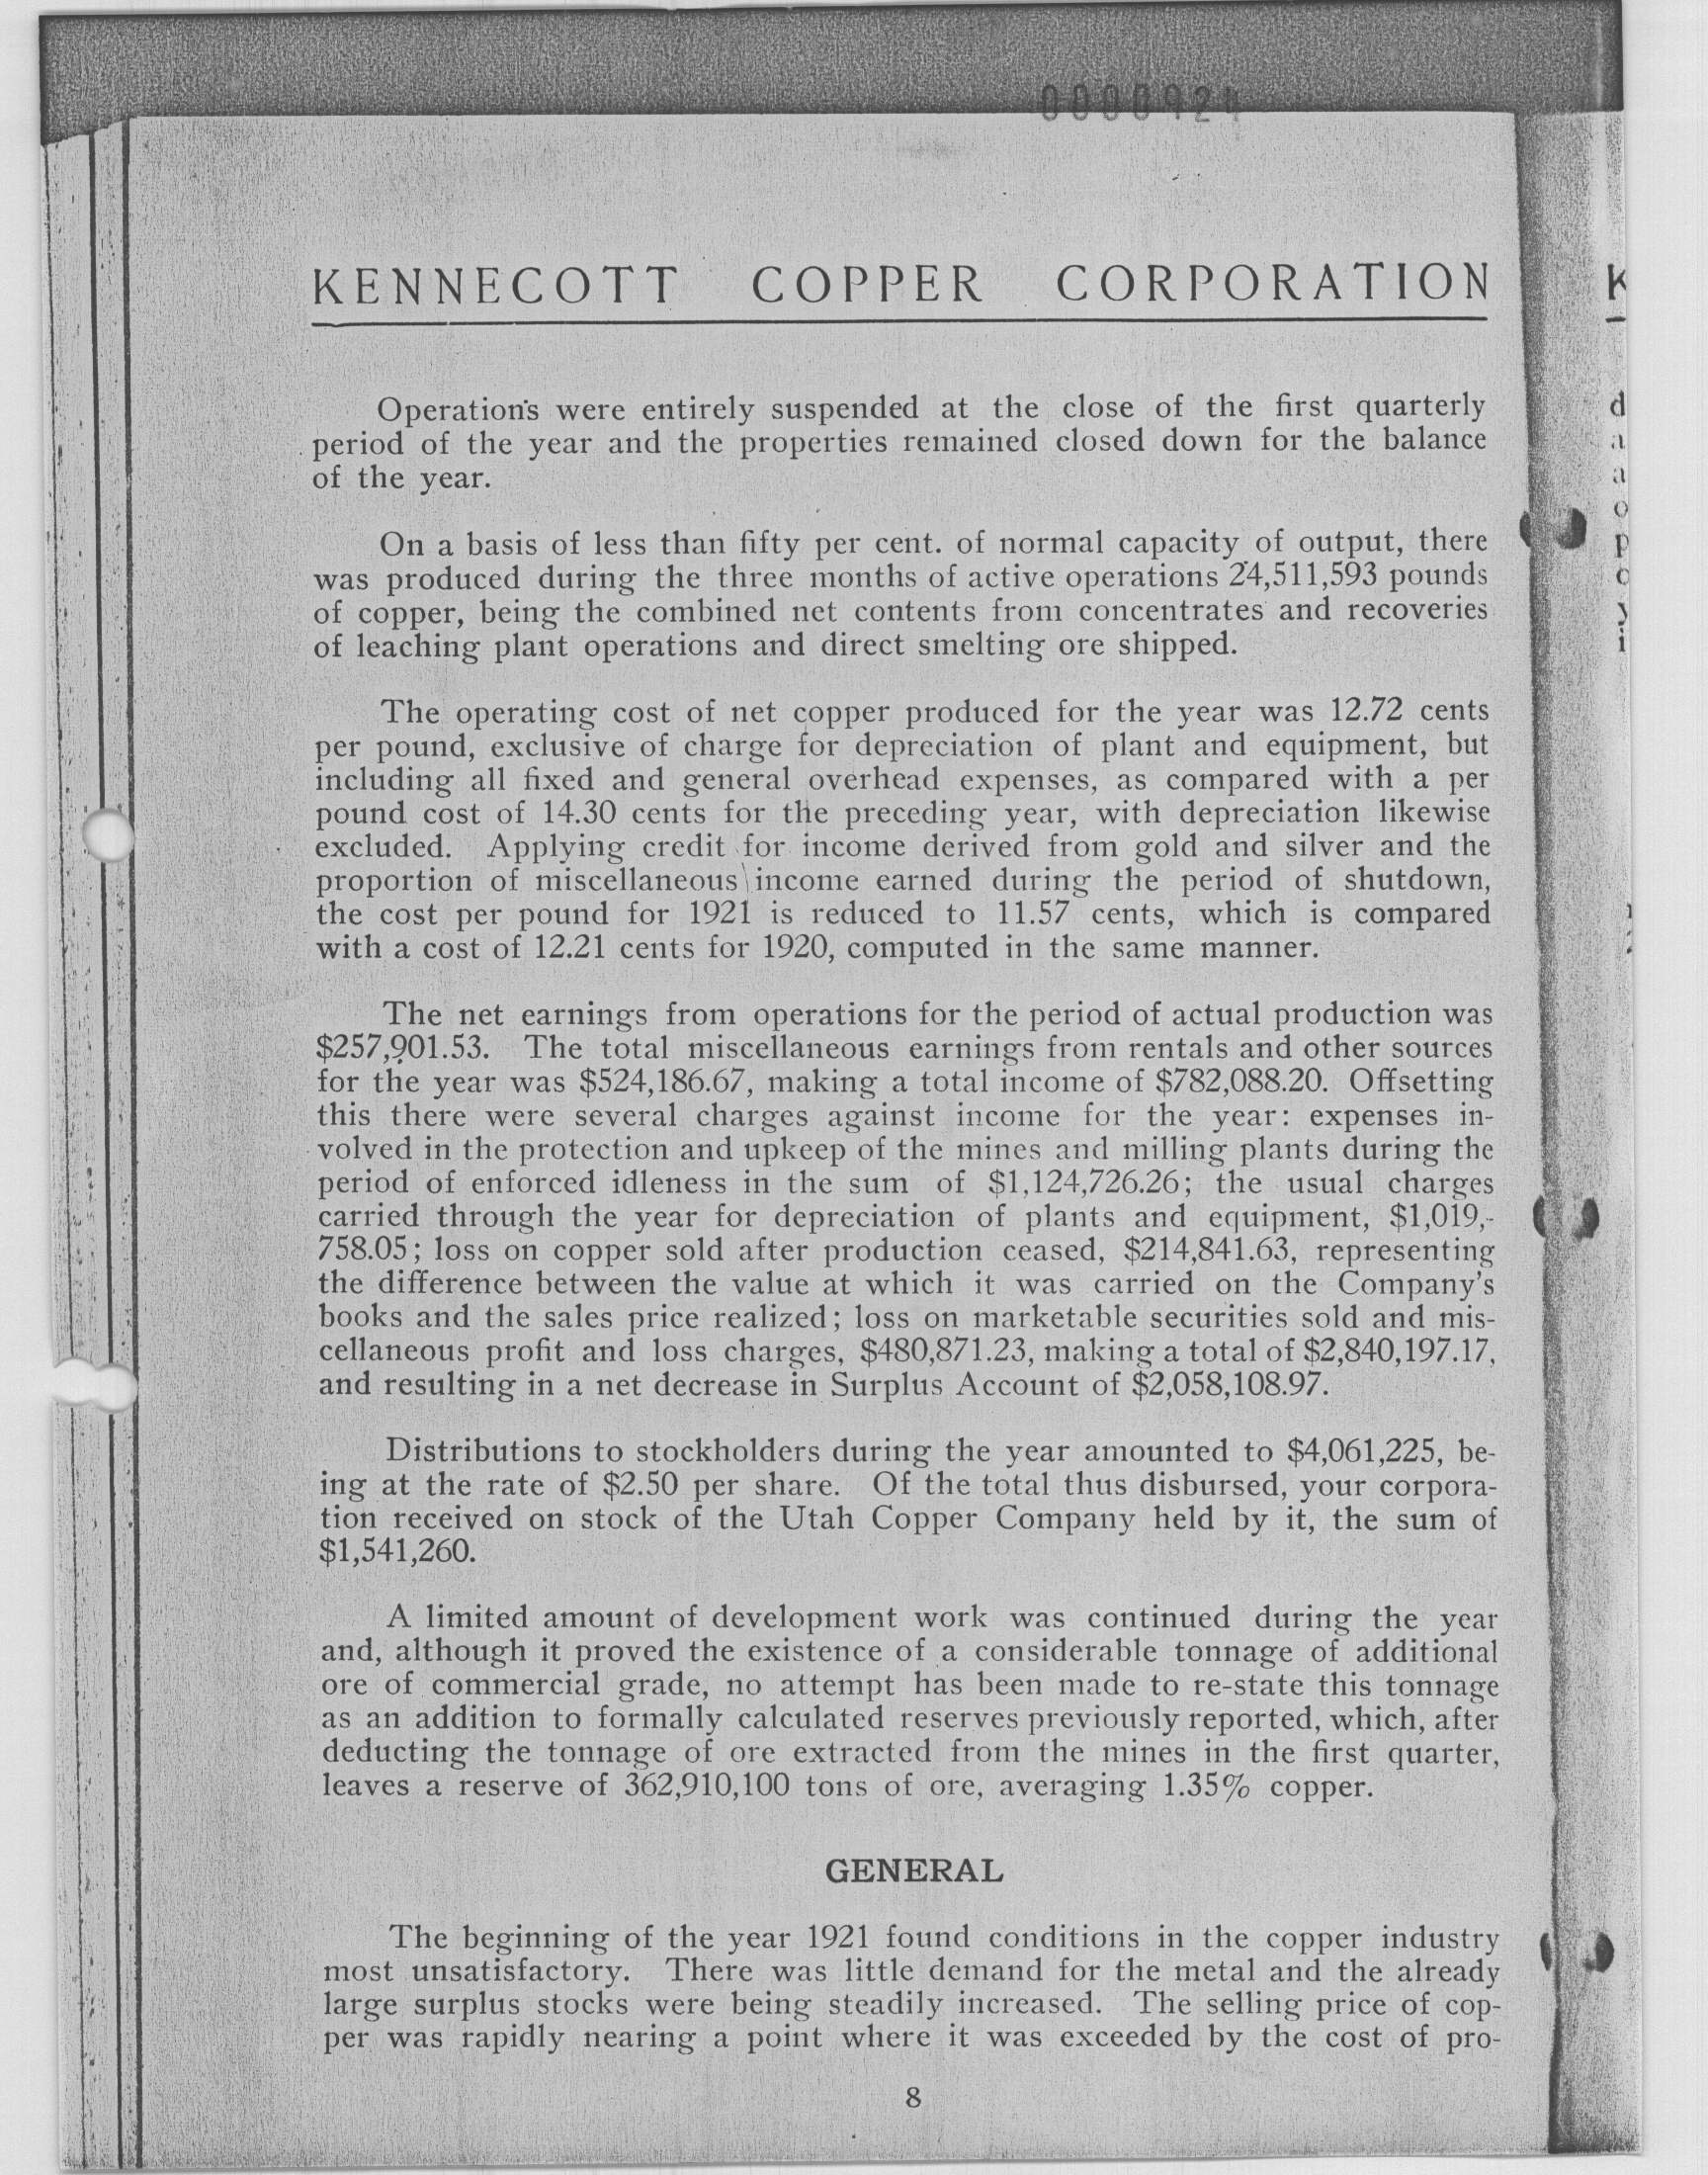 0000924
KENNECOTT COPPER CORPORATION
Operations were entirely suspended at the close of the first quarterly
period of the year and the properties remained closed down for the balance
of the year.
On a basis of less than fifty per cent. of normal capacity of output, there
was produced during the three months of active operations 24,511,593 pounds
of copper, being the combined net contents from concentrates and recoveries
of leaching plant operations and direct smelting ore shipped.
The operating cost of net copper produced for the year was 12.72 cents
per pound, exclusive of charge for depreciation of plant and equipment, but
including all fixed and general overhead expenses, as compared with a per
pound cost of 14.30 cents for the preceding year, with depreciation likewise
excluded. Applying credit for income derived from gold and silver and the
proportion of miscellaneous income earned during the period of shutdown,
the cost per pound for 1921 is reduced to 11.57 cents, which is compared
with a cost of 12.21 cents for 1920, computed in the same manner.
The net earnings from operations for the period of actual production was
$257,901.53. The total miscellaneous earnings from rentals and other sources
for the year was $524,186.67, making a total income of $782,088.20. Offsetting
this there were several charges against income for the year: expenses in-
volved in the protection and upkeep of the mines and milling plants during the
period of enforced idleness in the sum of $1,124,726.26; the usual charges
carried through the year for depreciation of plants and equipment, $1,019,-
758.05; loss on copper sold after production ceased, $214,841.63, representing
the difference between the value at which it was carried on the Company's
books and the sales price realized; loss on marketable securities sold and mis-
cellaneous profit and loss charges, $480,871.23, making a total of $2,840,197.17,
and resulting in a net decrease in Surplus Account of $2,058,108.97.
Distributions to stockholders during the year amounted to $4,061,225, be-
ing at the rate of $2.50 per share. Of the total thus disbursed, your corpora-
tion received on stock of the Utah Copper Company held by it, the sum of
$1,541,260.
A limited amount of development work was continued during the year
and, although it proved the existence of a considerable tonnage of additional
ore of commercial grade, no attempt has been made to re-state this tonnage
as an addition to formally calculated reserves previously reported, which, after
deducting the tonnage of ore extracted from the mines in the first quarter,
leaves a reserve of 362,910,100 tons of ore, averaging 1.35% copper.
GENERAL
The beginning of the year 1921 found conditions in the copper industry
most unsatisfactory. There was little demand for the metal and the already
large surplus stocks were being steadily increased. The selling price of cop-
per was rapidly nearing a point where it was exceeded by the cost of pro-
8